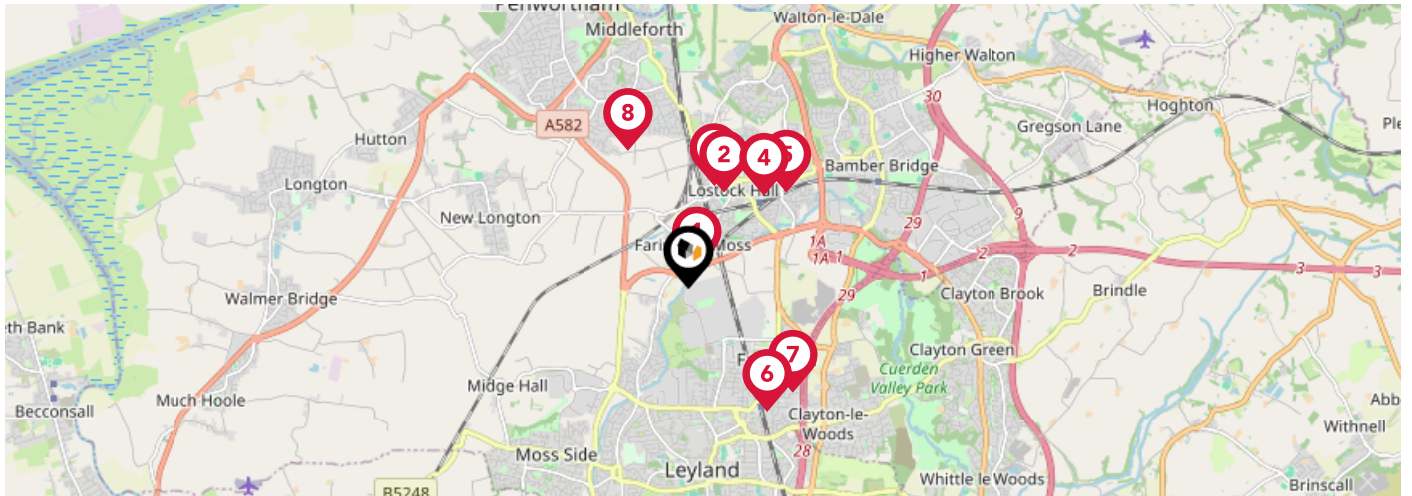 Penwortham
Walton-le-Dale
Middleforth
Higher Walton
30
Hoghton
8
A582
Gregson Lane
Hutton
2
4
5
Bamber Bridge
Longton
Lostock Hall
New Longton
9
29
1A
2
2
1A 1
3
3
1
Clayton Brook
Brindle
Walmer Bridge
29
7
Clayton Green
6
Cuerden
Valley Park
Midge Hall
Much Hoole
Becconsall
Clayton-le-
Woods
Withnell
28
Moss Side
Leyland
Whittle le Woods
Brinscall
B5248